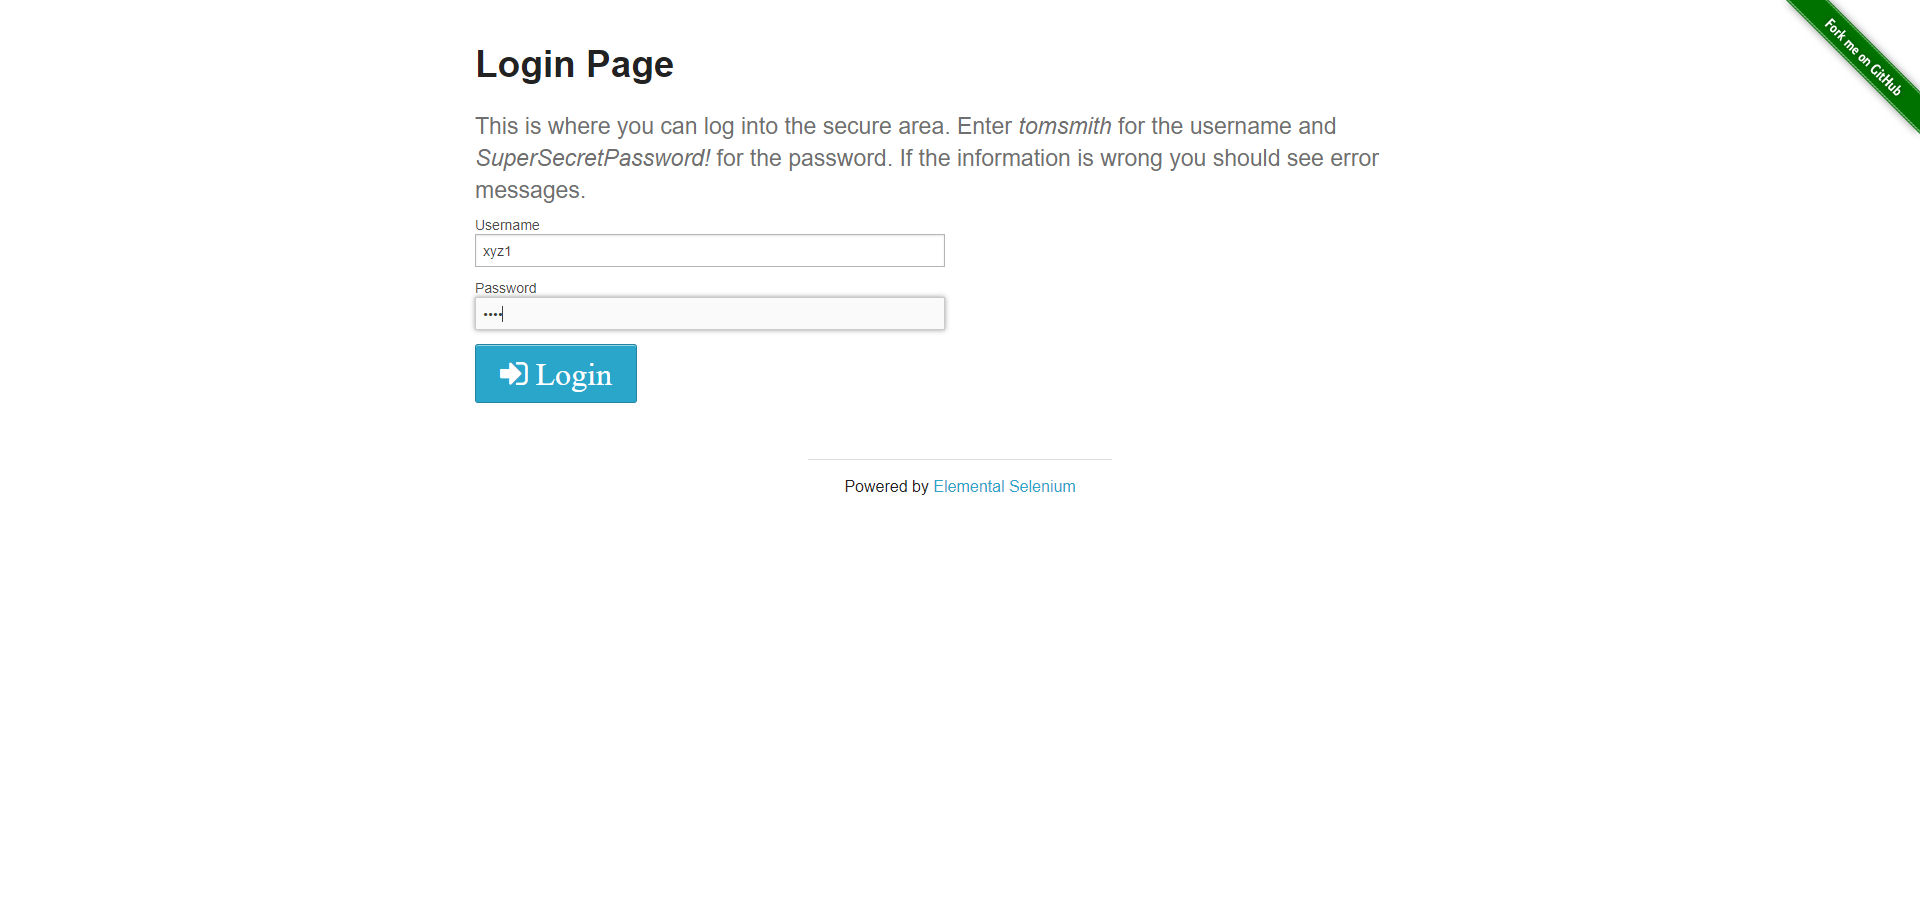 Fork me on GitHub
Login Page
This is where you can log into the secure area. Enter tomsmith for the username and
SuperSecretPassword! for the password. If the information is wrong you should see error
messages.
Username
xyz1
Password
••••
Login
Powered by Elemental Selenium